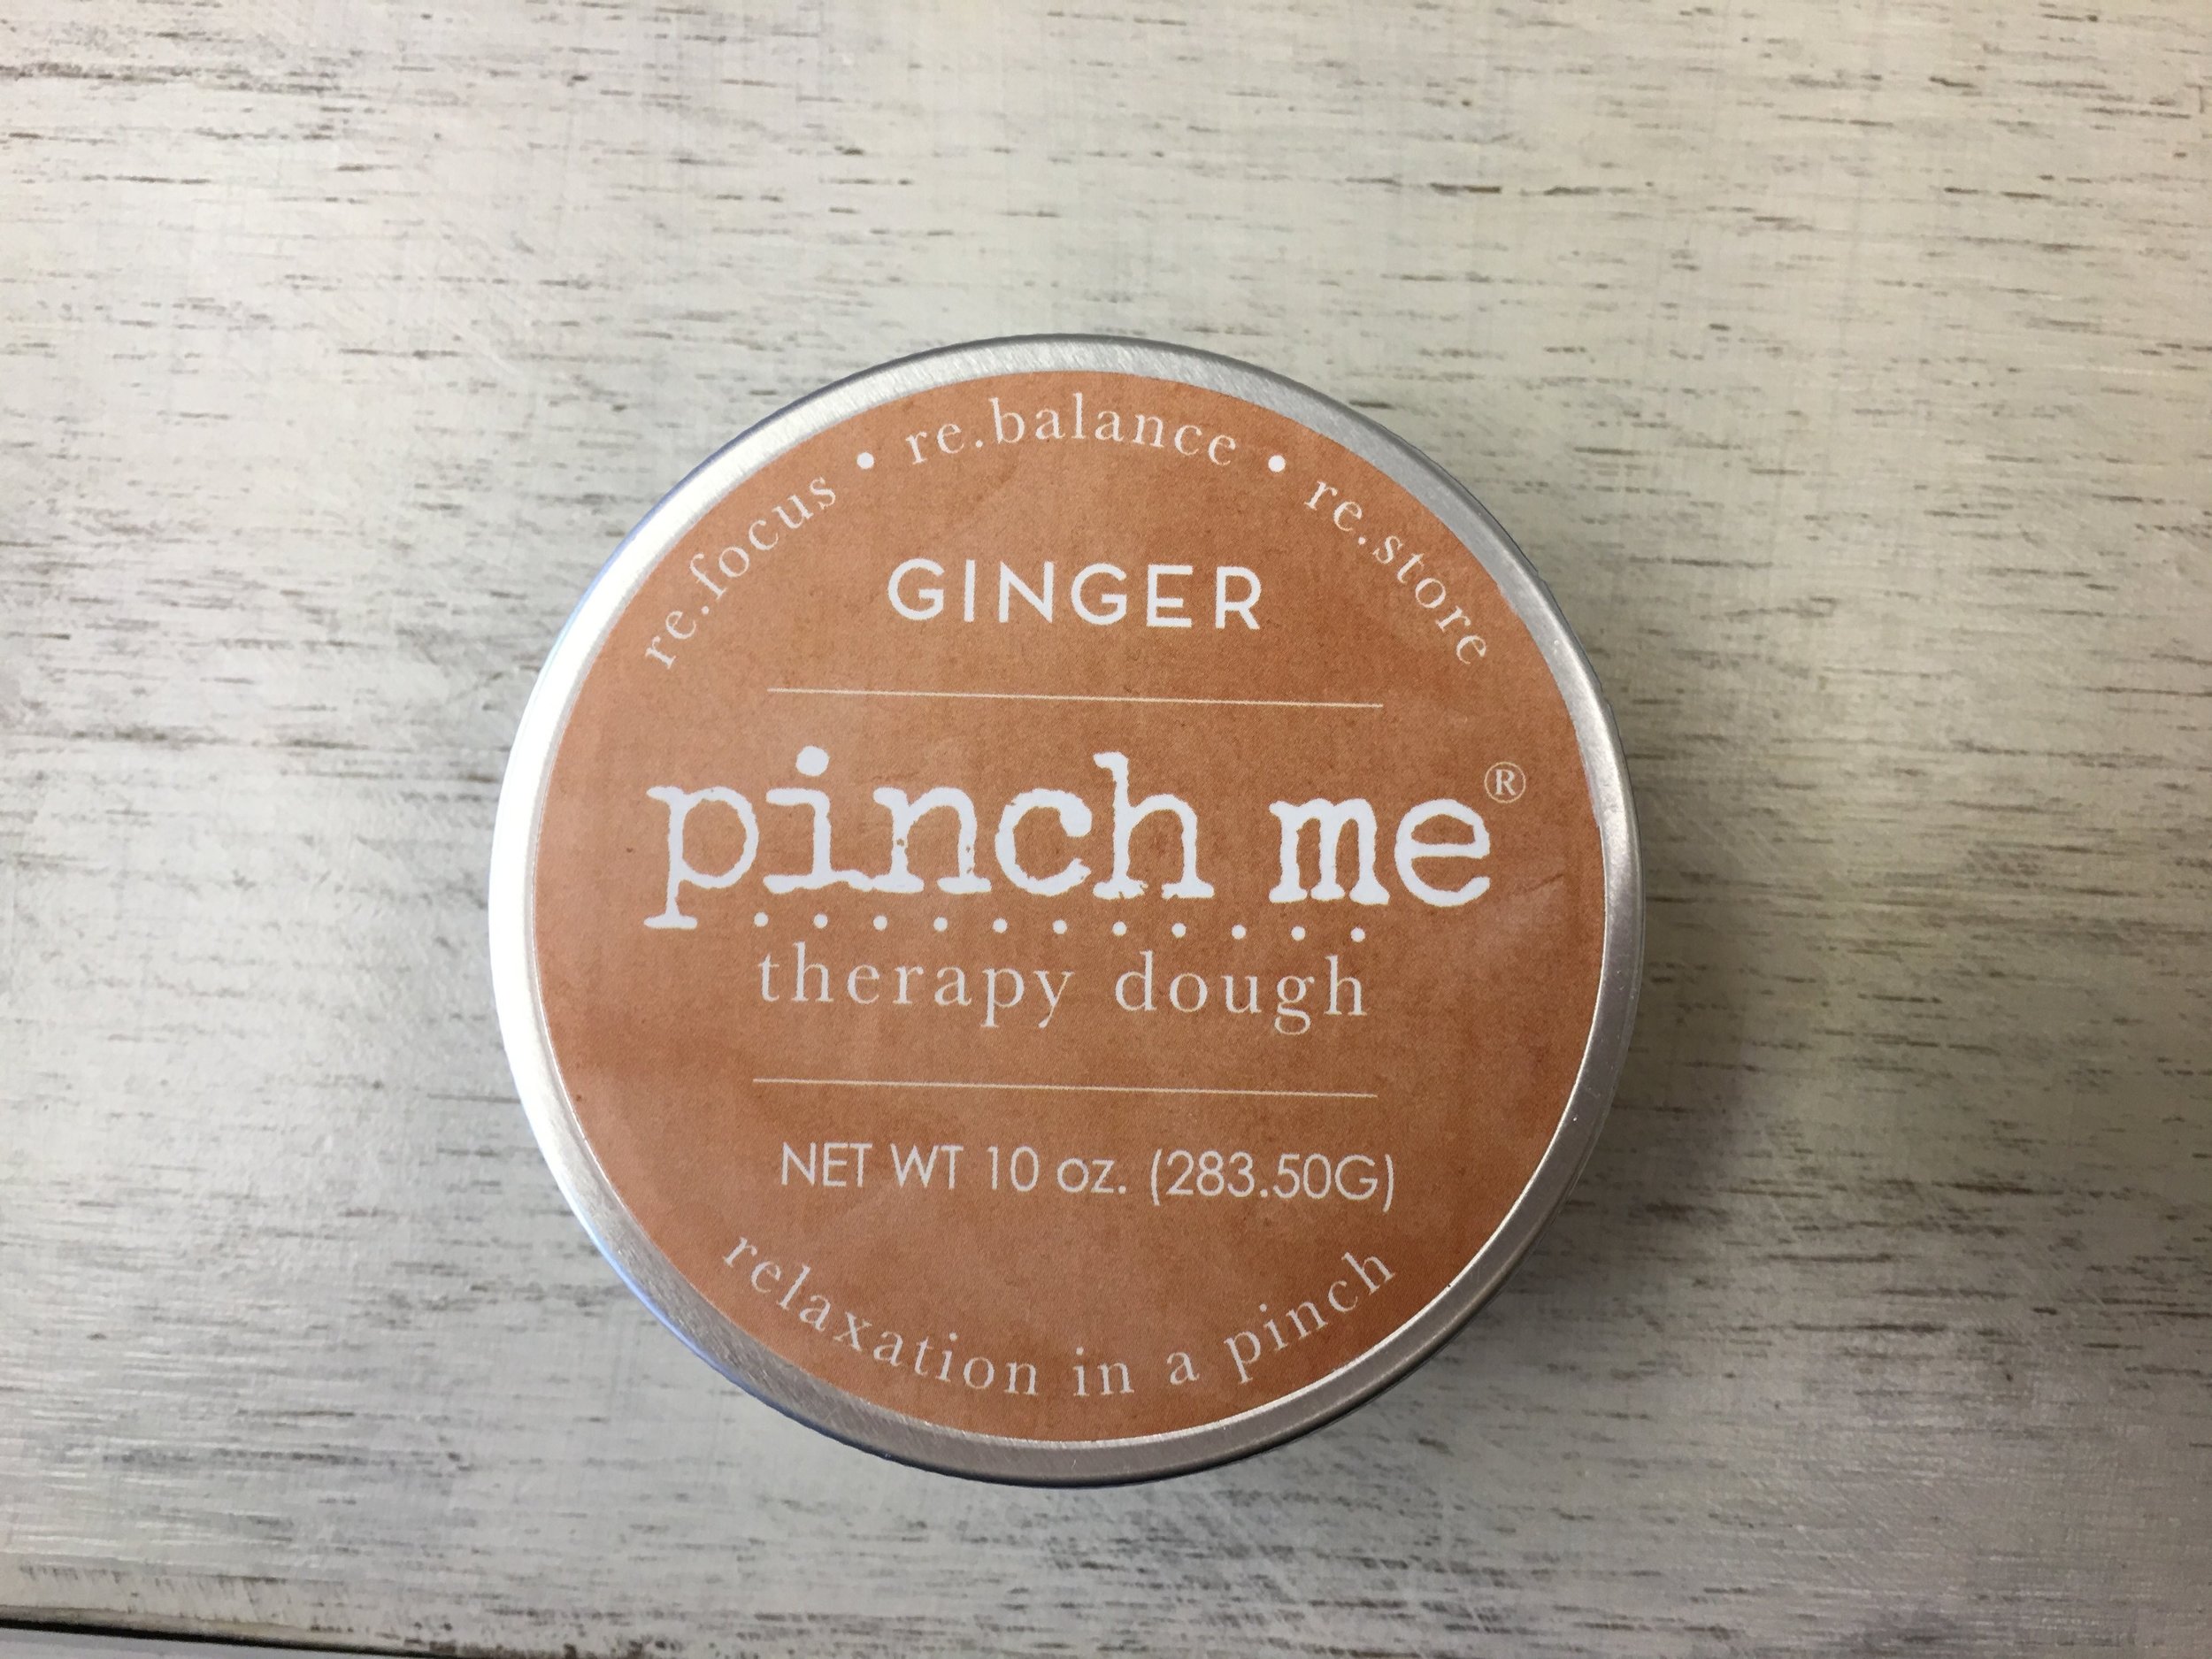 re.focus • re.balance • re.store
GINGER
pinch me®
therapy dough
NET WT 10 oz. (283.50G)
relaxation in a pinch